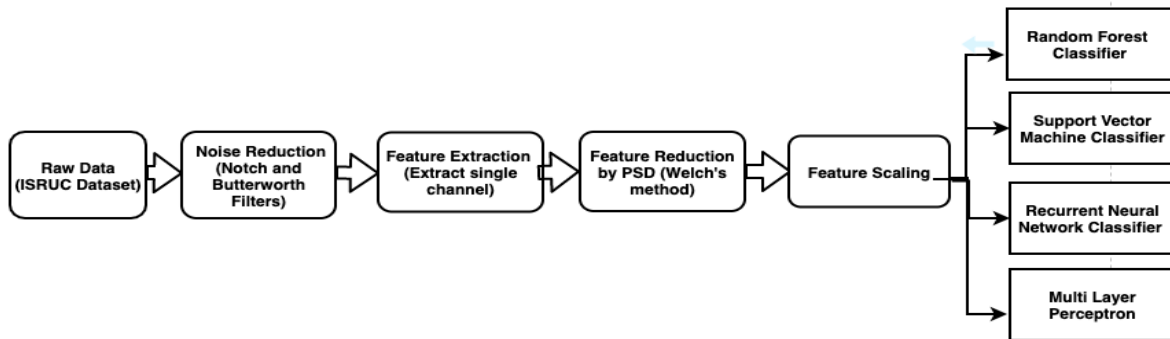 Raw Data
(ISRUC Dataset)
Noise Reduction
(Notch and
Butterworth
Filters)
Feature Extraction
(Extract single
channel)
Feature Reduction
by PSD (Welch's
method)
Feature Scaling
Random Forest
Classifier
Support Vector
Machine Classifier
Recurrent Neural
Network Classifier
Multi Layer
Perceptron